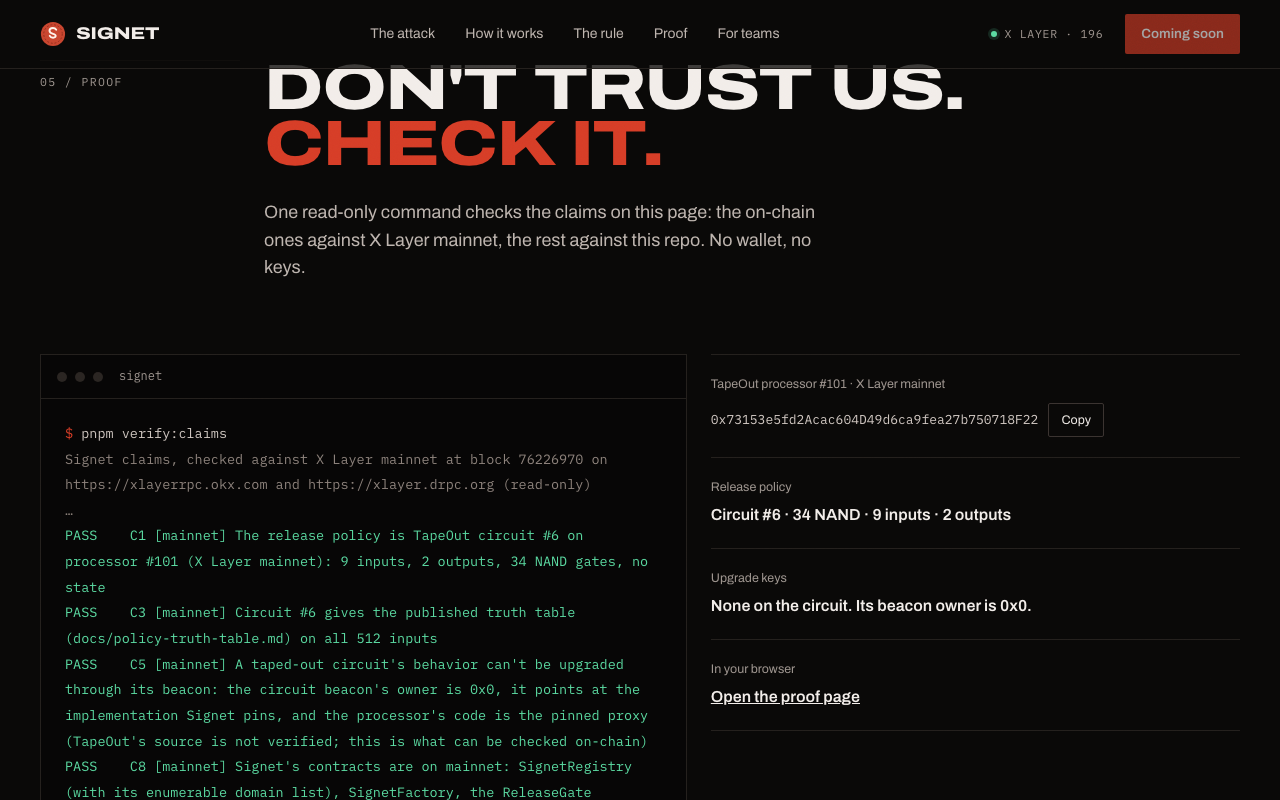 S SIGNET
The attack How it works The rule Proof For teams
X LAYER · 196
Coming soon
05 / PROOF
DON'T TRUST US.
CHECK IT.
One read-only command checks the claims on this page: the on-chain
ones against X Layer mainnet, the rest against this repo. No wallet, no
keys.
signet
$ pnpm verify:claims
Signet claims, checked against X Layer mainnet at block 76226970 on
https://xlayerrpc.okx.com and https://xlayer.drpc.org (read-only)
…
PASS C1 [mainnet] The release policy is TapeOut circuit #6 on
processor #101 (X Layer mainnet): 9 inputs, 2 outputs, 34 NAND gates, no
state
PASS C3 [mainnet] Circuit #6 gives the published truth table
(docs/policy-truth-table.md) on all 512 inputs
PASS C5 [mainnet] A taped-out circuit's behavior can't be upgraded
through its beacon: the circuit beacon's owner is 0x0, it points at the
implementation Signet pins, and the processor's code is the pinned proxy
(TapeOut's source is not verified; this is what can be checked on-chain)
PASS C8 [mainnet] Signet's contracts are on mainnet: SignetRegistry
(with its enumerable domain list), SignetFactory, the ReleaseGate
TapeOut processor #101 · X Layer mainnet
0x73153e5fd2Acac604D49d6ca9fea27b750718F22 Copy
Release policy
Circuit #6 · 34 NAND · 9 inputs · 2 outputs
Upgrade keys
None on the circuit. Its beacon owner is 0x0.
In your browser
Open the proof page